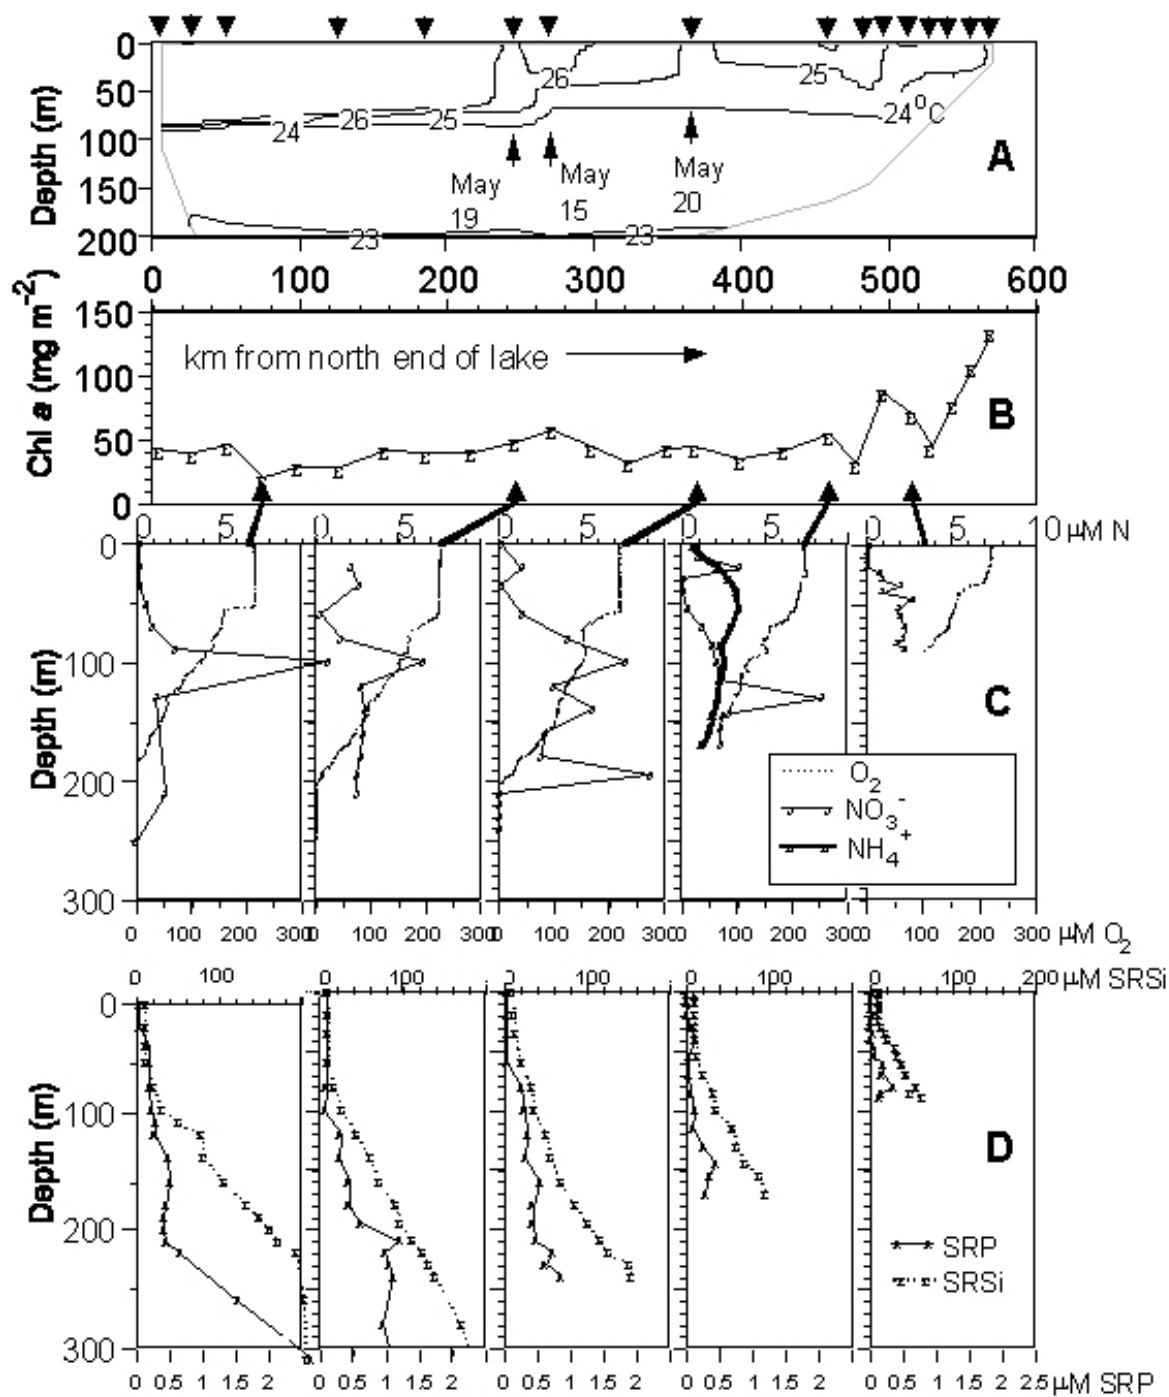 0
50
100
150
200
Depth (m)
26
25
24⁰C
24
26
25
May 19
May 15
May 20
23
23
A
0 100 200 300 400 500 600
Chl a (mg m⁻²)
150
100
50
0
km from north end of lake
B
0 5 0 5 0 5 0 5 0 5 10 µM N
Depth (m)
0
100
200
300
C
O₂
NO₃⁻
NH₄⁺
0 100 200 300 0 100 200 300 0 100 200 300 0 100 200 300 0 100 200 300 µM O₂
0 100 0 100 0 100 0 100 0 100 200 µM SRSi
Depth (m)
0
100
200
300
D
SRP
SRSi
0 0.5 1 1.5 2 0 0.5 1 1.5 2 0 0.5 1 1.5 2 0 0.5 1 1.5 2 0 0.5 1 1.5 2 2.5 µM SRP